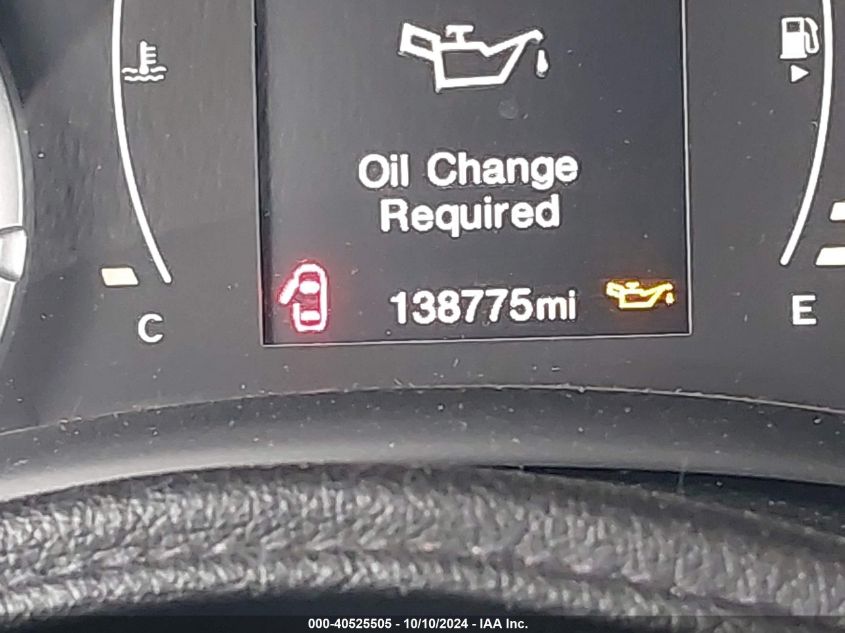 Oil Change
Required
138775mi
C
E
000-40525505 - 10/10/2024 - IAA Inc.